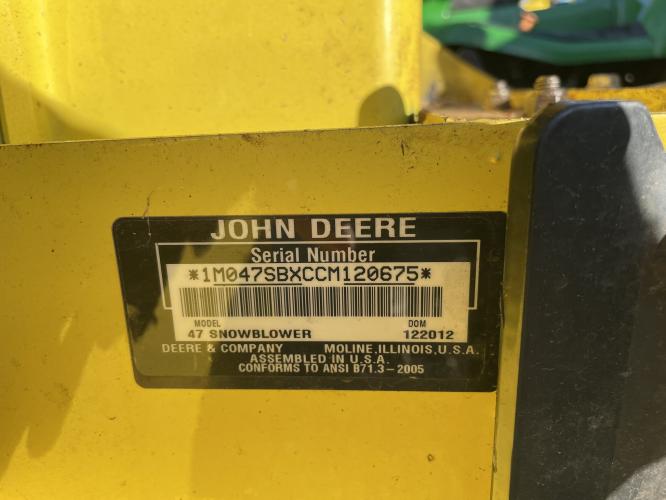 JOHN DEERE
Serial Number
*1M047SBXCCM120675*
MODEL DOM
47 SNOWBLOWER 122012
DEERE & COMPANY MOLINE, ILLINOIS, U.S.A.
ASSEMBLED IN U.S.A.
CONFORMS TO ANSI B71.3-2005